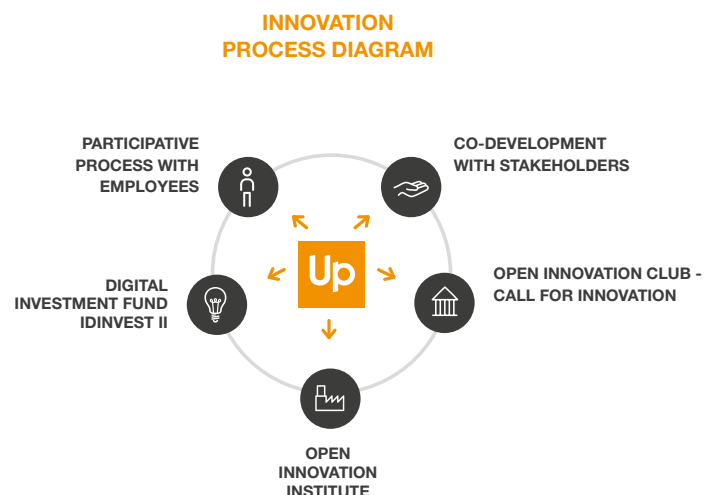 INNOVATION
PROCESS DIAGRAM
PARTICIPATIVE
PROCESS WITH
EMPLOYEES
CO-DEVELOPMENT
WITH STAKEHOLDERS
Up
DIGITAL
INVESTMENT FUND
IDINVEST II
OPEN INNOVATION CLUB -
CALL FOR INNOVATION
OPEN
INNOVATION
INSTITUTE